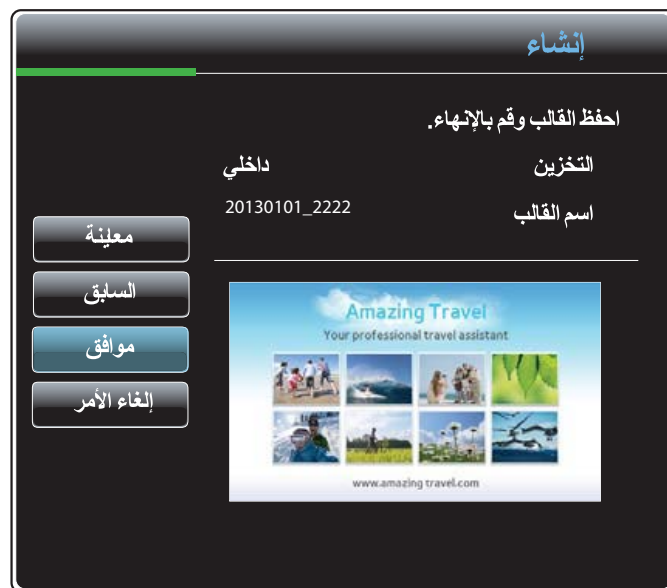 إنشاء
احفظ القالب وقم بالإنهاء.
التخزين داخلي
اسم القالب 20130101_2222
معاينة
السابق
موافق
إلغاء الأمر
Amazing Travel
Your professional travel assistant
www.amazing travel.com